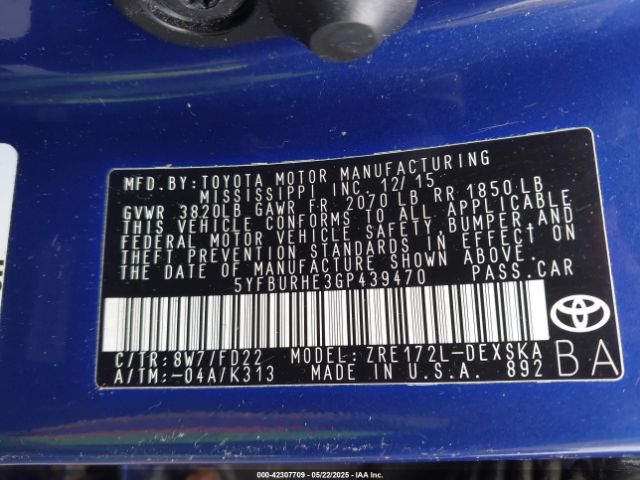 MFD. BY: TOYOTA MOTOR MANUFACTURING
MISSISSIPPI INC. 12/15
GVWR 3820LB GAWR FR. 2070 LB RR 1850 LB
THIS VEHICLE CONFORMS TO ALL APPLICABLE
FEDERAL MOTOR VEHICLE SAFETY, BUMPER, AND
THEFT PREVENTION STANDARDS IN EFFECT ON
THE DATE OF MANUFACTURE SHOWN ABOVE.
5YFBURHE3GP439470 PASS. CAR
C/TR: 8W7/FD22 MODEL: ZRE172L-DEXSKA
A/TM: -04A/K313 MADE IN U.S.A. 892
TOYOTA
BA
000-42307709 - 05/22/2025 - IAA Inc.